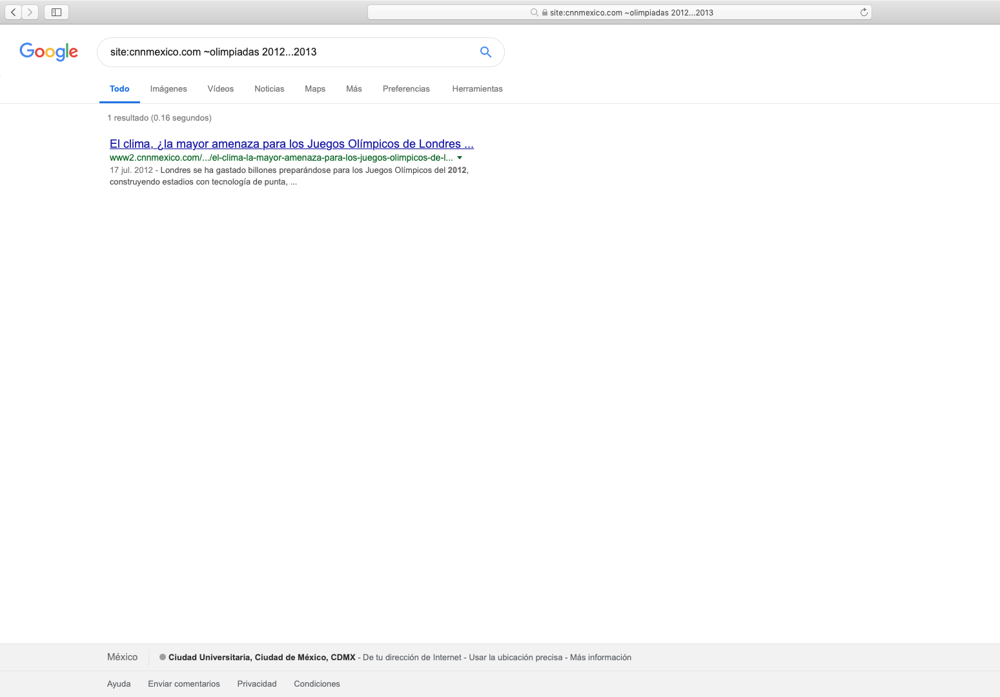 site:cnnmexico.com ~olimpiadas 2012...2013
Google
site:cnnmexico.com ~olimpiadas 2012...2013
Todo Imágenes Vídeos Noticias Maps Más Preferencias Herramientas
1 resultado (0.16 segundos)
El clima, ¿la mayor amenaza para los Juegos Olímpicos de Londres ...
www2.cnnmexico.com/.../el-clima-la-mayor-amenaza-para-los-juegos-olimpicos-de-l...
17 jul. 2012 - Londres se ha gastado billones preparándose para los Juegos Olímpicos del 2012,
construyendo estadios con tecnología de punta, ...
México Ciudad Universitaria, Ciudad de México, CDMX - De tu dirección de Internet - Usar la ubicación precisa - Más información
Ayuda Enviar comentarios Privacidad Condiciones